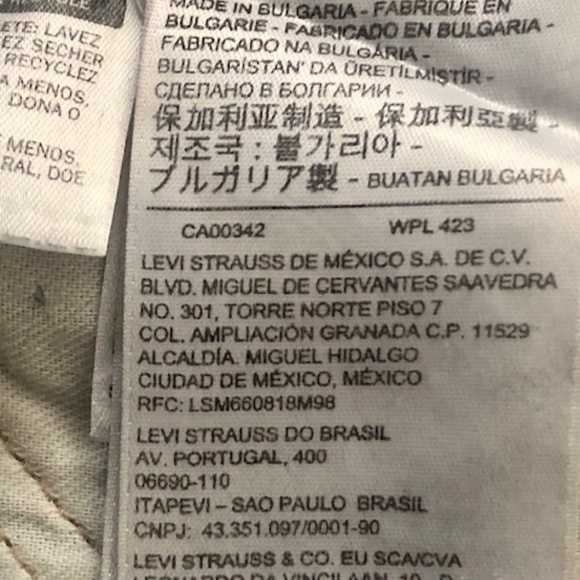 ETE: LAVEZ
EZ SECHER
RECYCLEZ
A MENOS,
DONA O
MENOS.
RAL, DOE
MADE IN BULGARIA - FABRIQUÉ EN
BULGARIE - FABRICADO EN BULGARIA -
FABRICADO NA BULGÁRIA -
BULGARİSTAN' DA ÜRETİLMİŞTİR -
СДЕЛАНО В БОЛГАРИИ -
保加利亚制造 - 保加利亞製 -
제조국 : 불가리아 -
ブルガリア製 - BUATAN BULGARIA
CA00342 WPL 423
LEVI STRAUSS DE MÉXICO S.A. DE C.V.
BLVD. MIGUEL DE CERVANTES SAAVEDRA
NO. 301, TORRE NORTE PISO 7
COL. AMPLIACIÓN GRANADA C.P. 11529
ALCALDÍA. MIGUEL HIDALGO
CIUDAD DE MÉXICO, MÉXICO
RFC: LSM660818M98
LEVI STRAUSS DO BRASIL
AV. PORTUGAL, 400
06690-110
ITAPEVI – SAO PAULO BRASIL
CNPJ: 43.351.097/0001-90
LEVI STRAUSS & CO. EU SCA/CVA
LEONARDO DA VINCILAAN 19